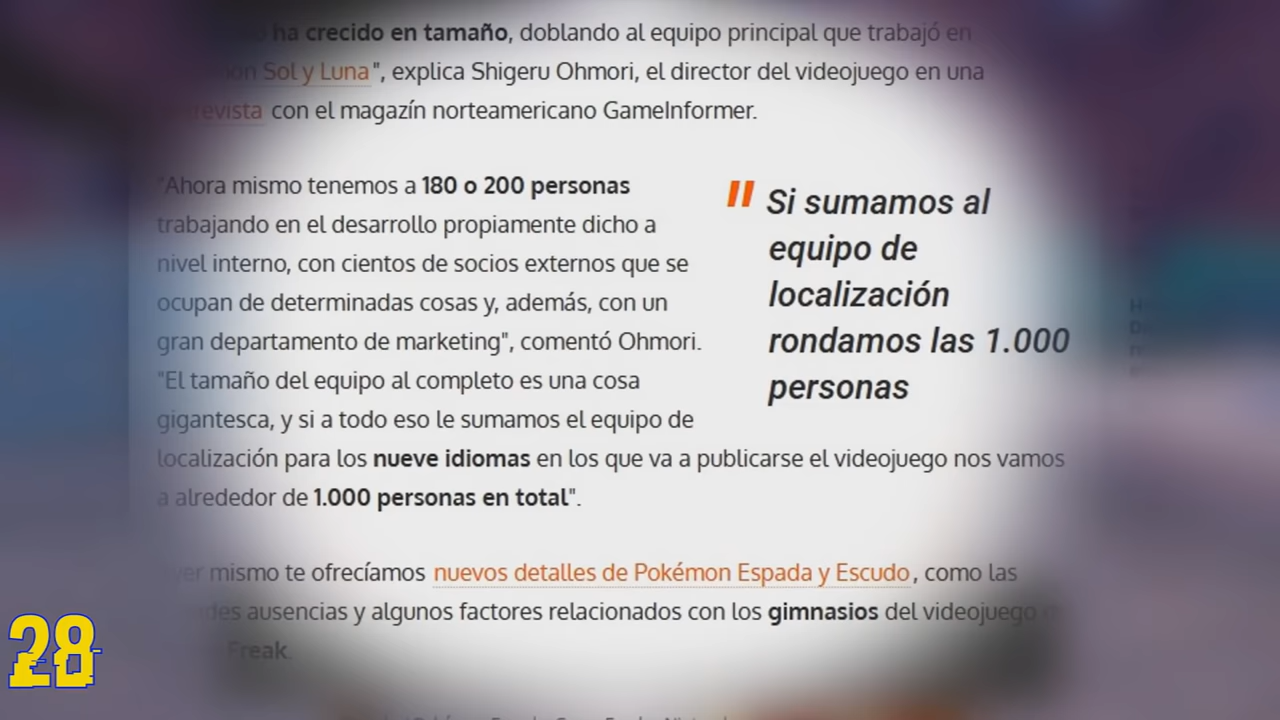 ha crecido en tamaño, doblando al equipo principal que trabajó en
Sol y Luna", explica Shigeru Ohmori, el director del videojuego en una
con el magazín norteamericano GameInformer.
"Ahora mismo tenemos a 180 o 200 personas
trabajando en el desarrollo propiamente dicho a
nivel interno, con cientos de socios externos que se
ocupan de determinadas cosas y, además, con un
gran departamento de marketing", comentó Ohmori.
"El tamaño del equipo al completo es una cosa
gigantesca, y si a todo eso le sumamos el equipo de
localización para los nueve idiomas en los que va a publicarse el videojuego nos vamos
a alrededor de 1.000 personas en total".
" Si sumamos al
equipo de
localización
rondamos las 1.000
personas
mismo te ofrecíamos nuevos detalles de Pokémon Espada y Escudo, como las
ausencias y algunos factores relacionados con los gimnasios del videojuego
Freak.
28